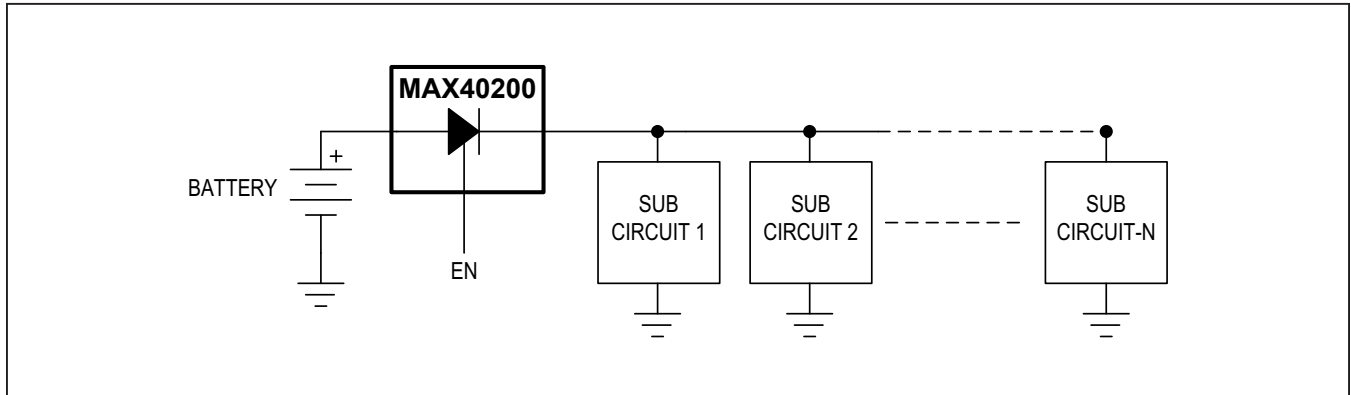 MAX40200
+
BATTERY
EN
SUB
CIRCUIT 1
SUB
CIRCUIT 2
SUB
CIRCUIT-N